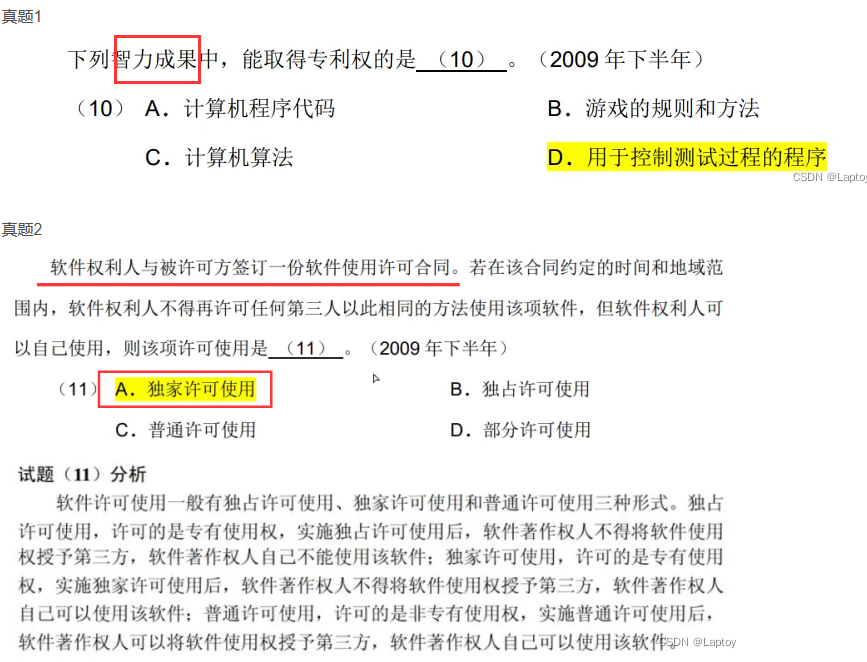 真题1
下列智力成果中，能取得专利权的是 （10） 。（2009 年下半年）
（10） A．计算机程序代码 B．游戏的规则和方法
C．计算机算法 D．用于控制测试过程的程序
CSDN @Laptoy
真题2
软件权利人与被许可方签订一份软件使用许可合同。若在该合同约定的时间和地域范
围内，软件权利人不得再许可任何第三人以此相同的方法使用该项软件，但软件权利人可
以自己使用，则该项许可使用是 （11） 。（2009 年下半年）
（11） A．独家许可使用 B．独占许可使用
C．普通许可使用 D．部分许可使用
试题（11）分析
软件许可使用一般有独占许可使用、独家许可使用和普通许可使用三种形式。独占
许可使用，许可的是专有使用权，实施独占许可使用后，软件著作权人不得将软件使用
权授予第三方，软件著作权人自己不能使用该软件；独家许可使用，许可的是专有使用
权，实施独家许可使用后，软件著作权人不得将软件使用权授予第三方，软件著作权人
自己可以使用该软件；普通许可使用，许可的是非专有使用权，实施普通许可使用后，
软件著作权人可以将软件使用权授予第三方，软件著作权人自己可以使用该软件。
CSDN @Laptoy